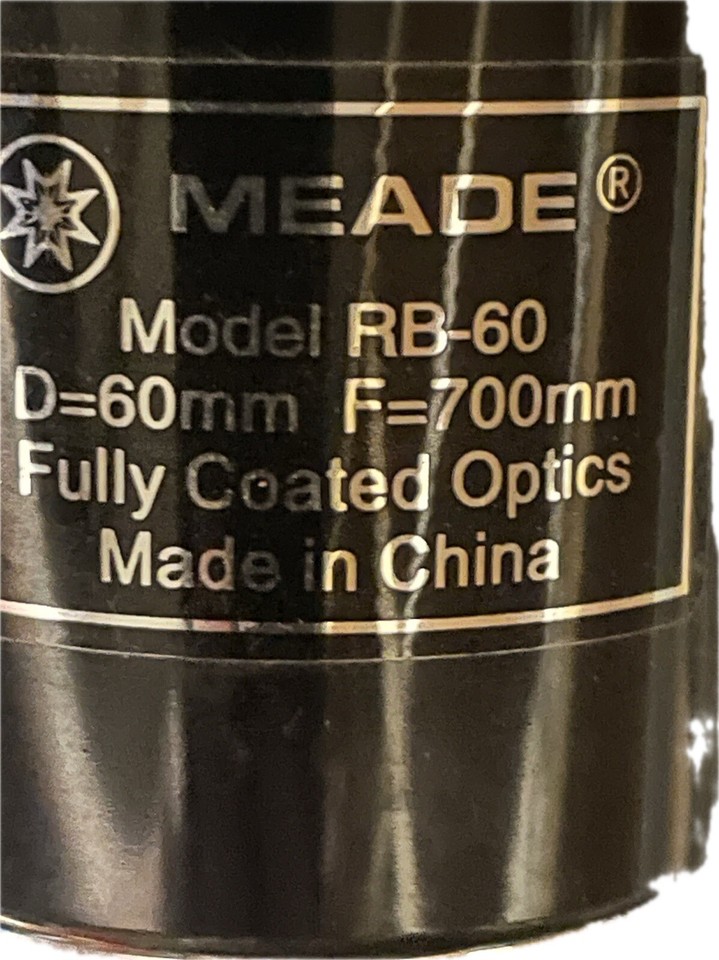 MEADE®
Model RB-60
D=60mm F=700mm
Fully Coated Optics
Made in China